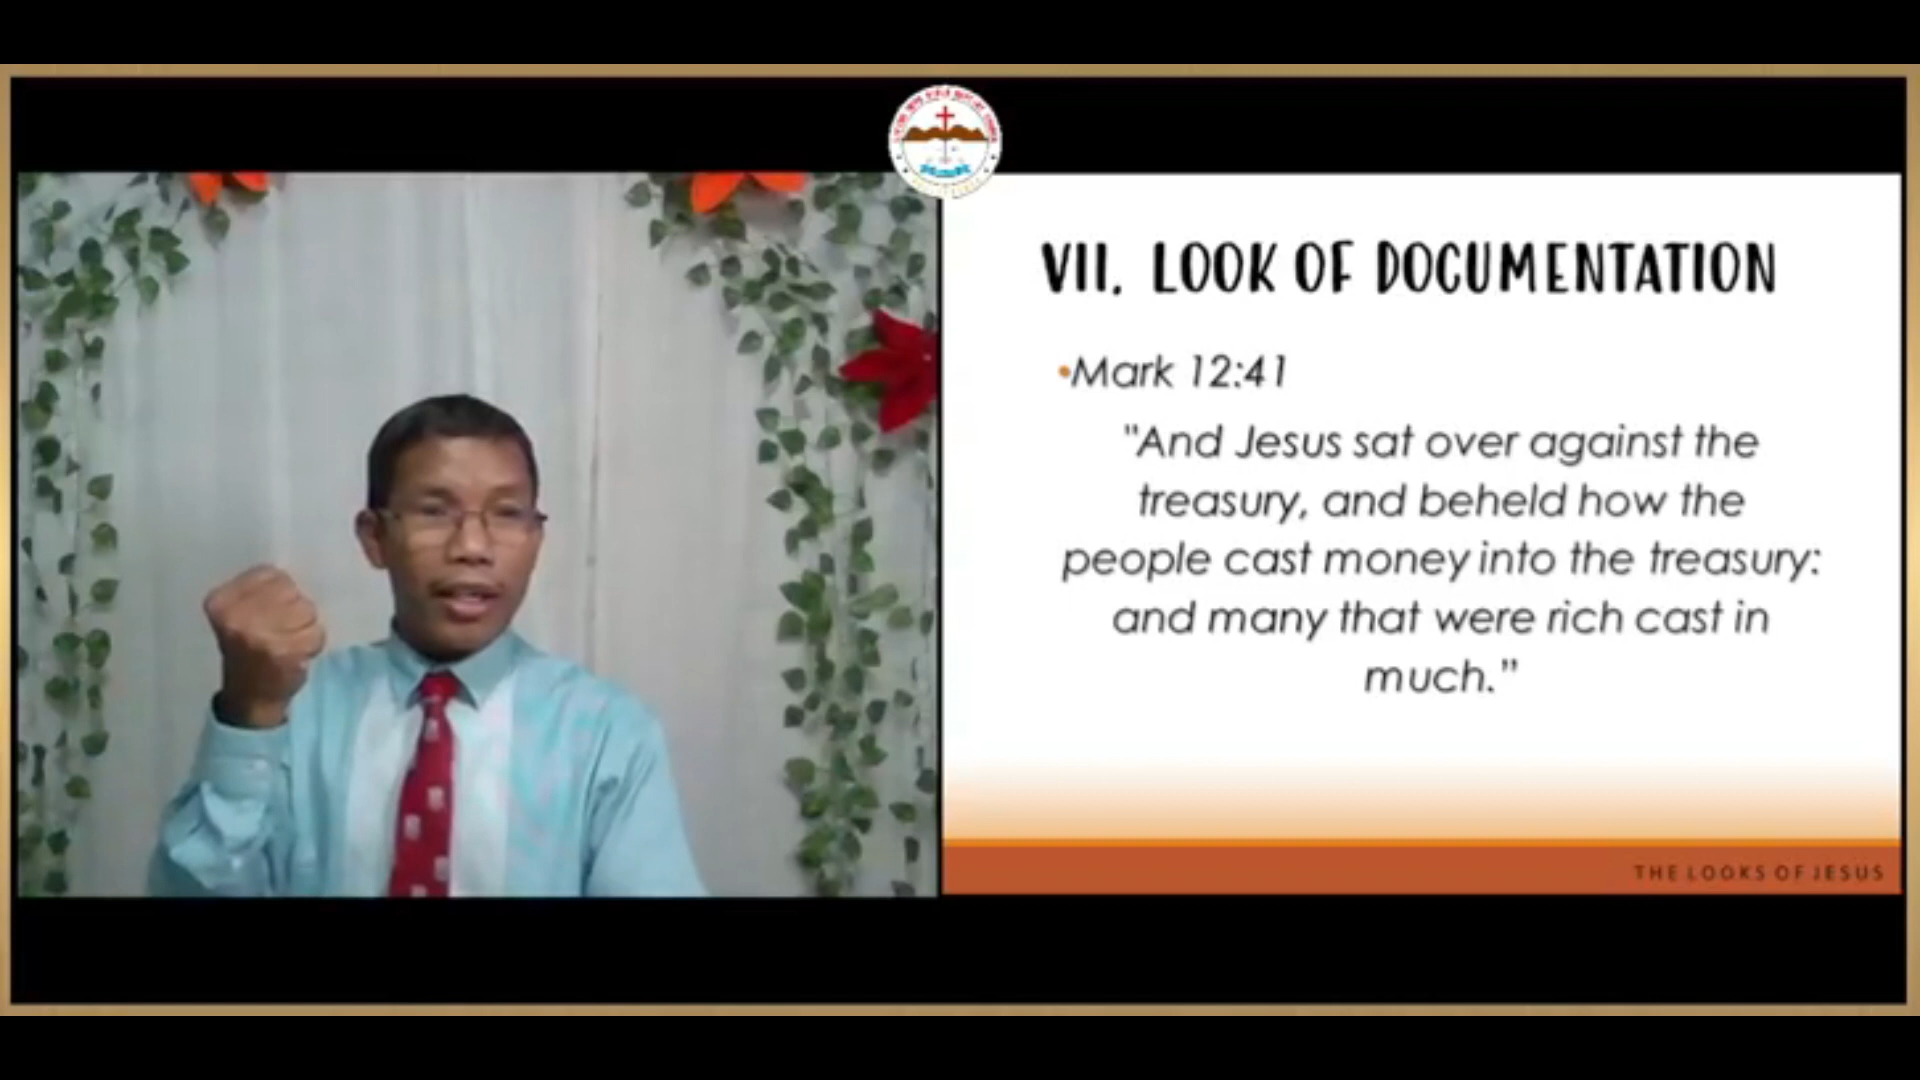 VII. LOOK OF DOCUMENTATION
•Mark 12:41
"And Jesus sat over against the
treasury, and beheld how the
people cast money into the treasury:
and many that were rich cast in
much.”
THE LOOKS OF JESUS